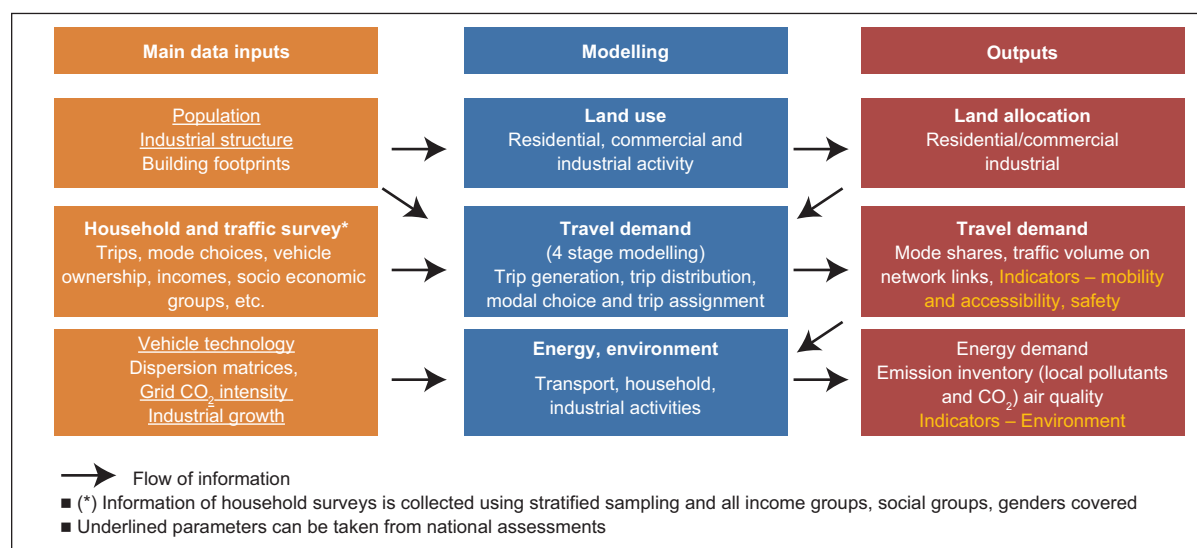 Main data inputs
Modelling
Outputs
Population
Industrial structure
Building footprints
Land use
Residential, commercial and
industrial activity
Land allocation
Residential/commercial
industrial
Household and traffic survey*
Trips, mode choices, vehicle
ownership, incomes, socio economic
groups, etc.
Travel demand
(4 stage modelling)
Trip generation, trip distribution,
modal choice and trip assignment
Travel demand
Mode shares, traffic volume on
network links, Indicators – mobility
and accessibility, safety
Vehicle technology
Dispersion matrices,
Grid CO₂ intensity
Industrial growth
Energy, environment
Transport, household,
industrial activities
Energy demand
Emission inventory (local pollutants
and CO₂) air quality
Indicators – Environment
Flow of information
■ (*) Information of household surveys is collected using stratified sampling and all income groups, social groups, genders covered
■ Underlined parameters can be taken from national assessments